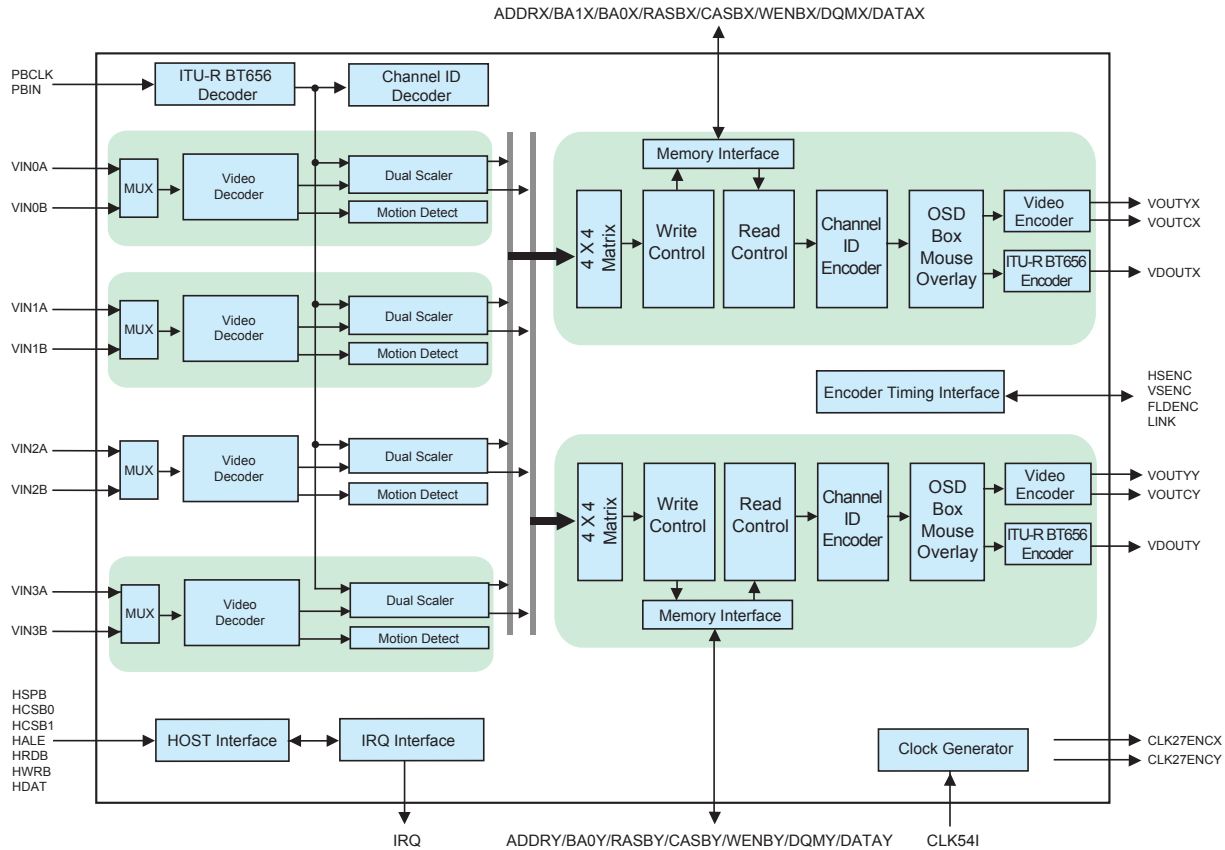 ADDRX/BA1X/BA0X/RASBX/CASBX/WENBX/DQMX/DATAX
PBCLK
PBIN
ITU-R BT656
Decoder
Channel ID
Decoder
VIN0A
VIN0B
MUX
Video
Decoder
Dual Scaler
Motion Detect
VIN1A
VIN1B
MUX
Video
Decoder
Dual Scaler
Motion Detect
VIN2A
VIN2B
MUX
Video
Decoder
Dual Scaler
Motion Detect
VIN3A
VIN3B
MUX
Video
Decoder
Dual Scaler
Motion Detect
Memory Interface
4 X 4
Matrix
Write
Control
Read
Control
Channel
ID
Encoder
OSD
Box
Mouse
Overlay
Video
Encoder
ITU-R BT656
Encoder
VOUTYX
VOUTCX
VDOUTX
Encoder Timing Interface
HSENC
VSENC
FLDENC
LINK
4 X 4
Matrix
Write
Control
Read
Control
Channel
ID
Encoder
OSD
Box
Mouse
Overlay
Video
Encoder
ITU-R BT656
Encoder
VOUTYY
VOUTCY
VDOUTY
Memory Interface
HSPB
HCSB0
HCSB1
HALE
HRDB
HWRB
HDAT
HOST Interface
IRQ Interface
Clock Generator
CLK27ENCX
CLK27ENCY
IRQ
ADDRY/BA0Y/RASBY/CASBY/WENBY/DQMY/DATAY
CLK54I